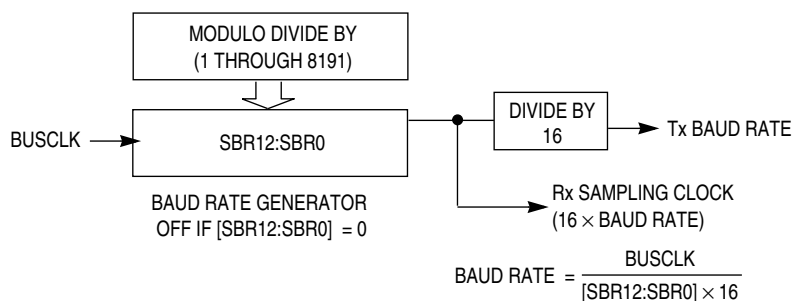 MODULO DIVIDE BY
(1 THROUGH 8191)
BUSCLK
SBR12:SBR0
DIVIDE BY
16
Tx BAUD RATE
BAUD RATE GENERATOR
OFF IF [SBR12:SBR0] = 0
Rx SAMPLING CLOCK
(16 × BAUD RATE)
BAUD RATE =
BUSCLK
[SBR12:SBR0] × 16